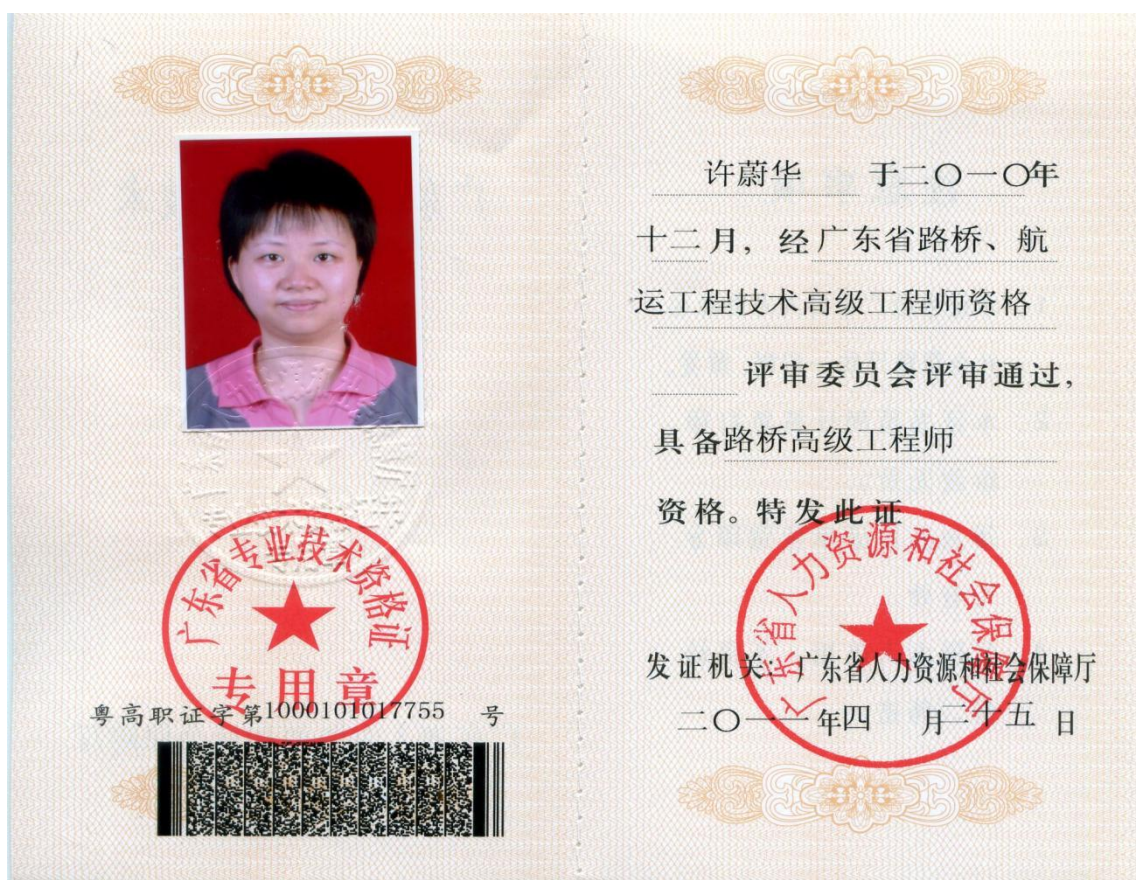 广东省专业技术资格证
专用章
粤高职证字第1000101017755 号
许蔚华 于二〇一〇年
十二月，经广东省路桥、航
运工程技术高级工程师资格
评审委员会评审通过，
具备路桥高级工程师
资格。特发此证
广东省人力资源和社会保障厅
发证机关：广东省人力资源和社会保障厅
二〇一一年四月二十五日